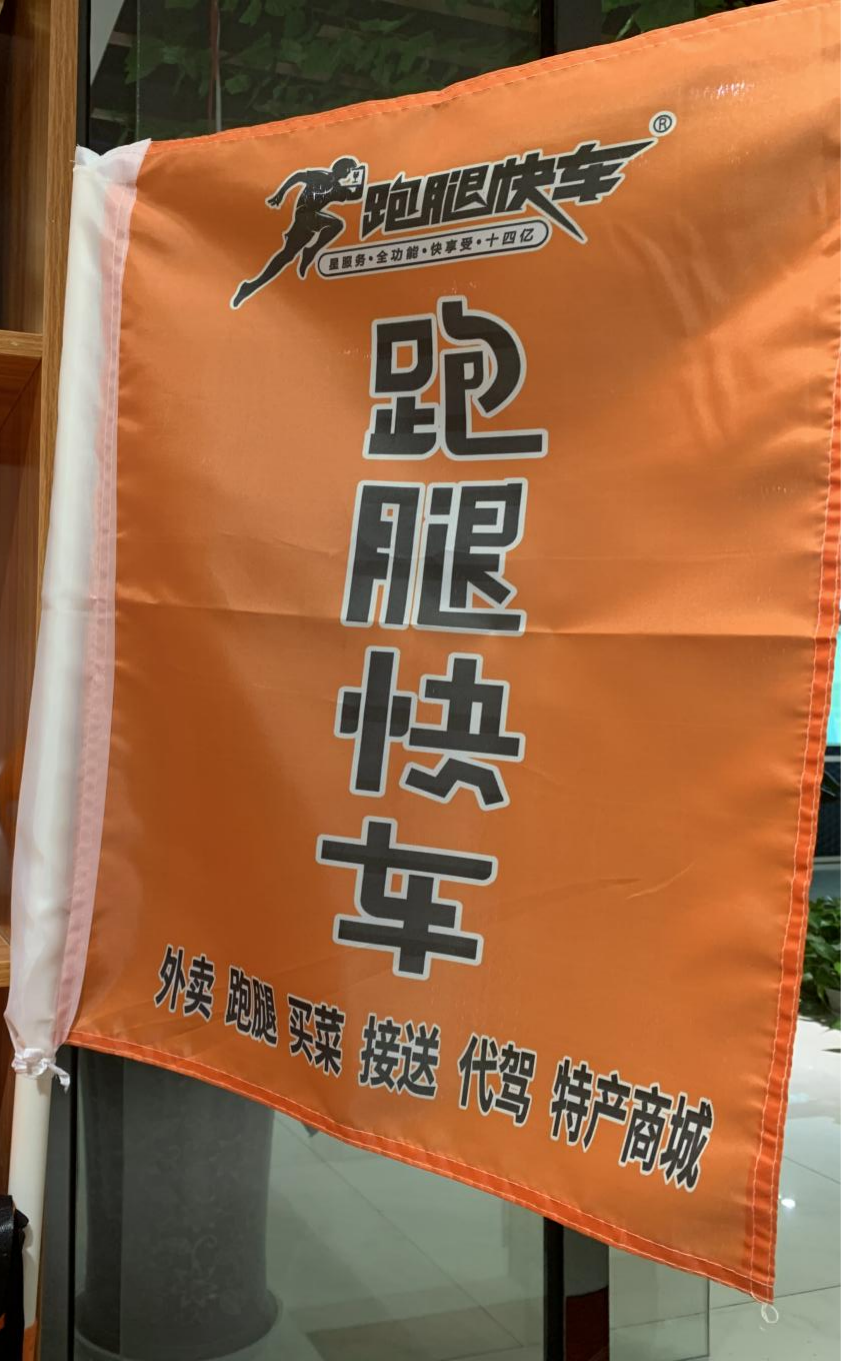 跑腿快车®
星服务·全功能·快享受·十四亿
跑腿快车
外卖 跑腿 买菜 接送 代驾 特产商城